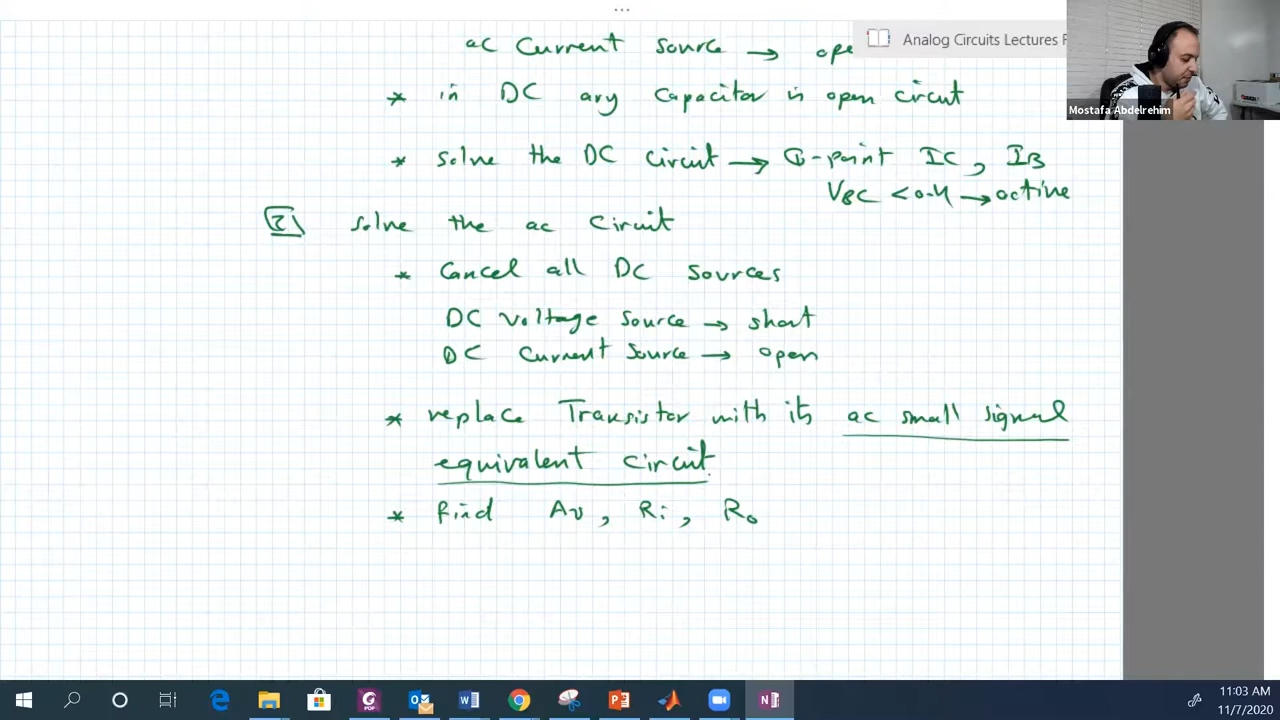 ac Current source → ope
Analog Circuits Lectures F
Mostafa Abdelrehim
* in DC any Capacitor is open circut
* solve the DC circuit → Q-point IC, IB
VBC < 0.4 → active
2 solve the ac circuit
* Cancel all DC sources
DC voltage source → short
DC Current source → open
* replace Transistor with its ac small signal
equivalent circuit.
* find Av, Ri, Ro
11:03 AM
11/7/2020